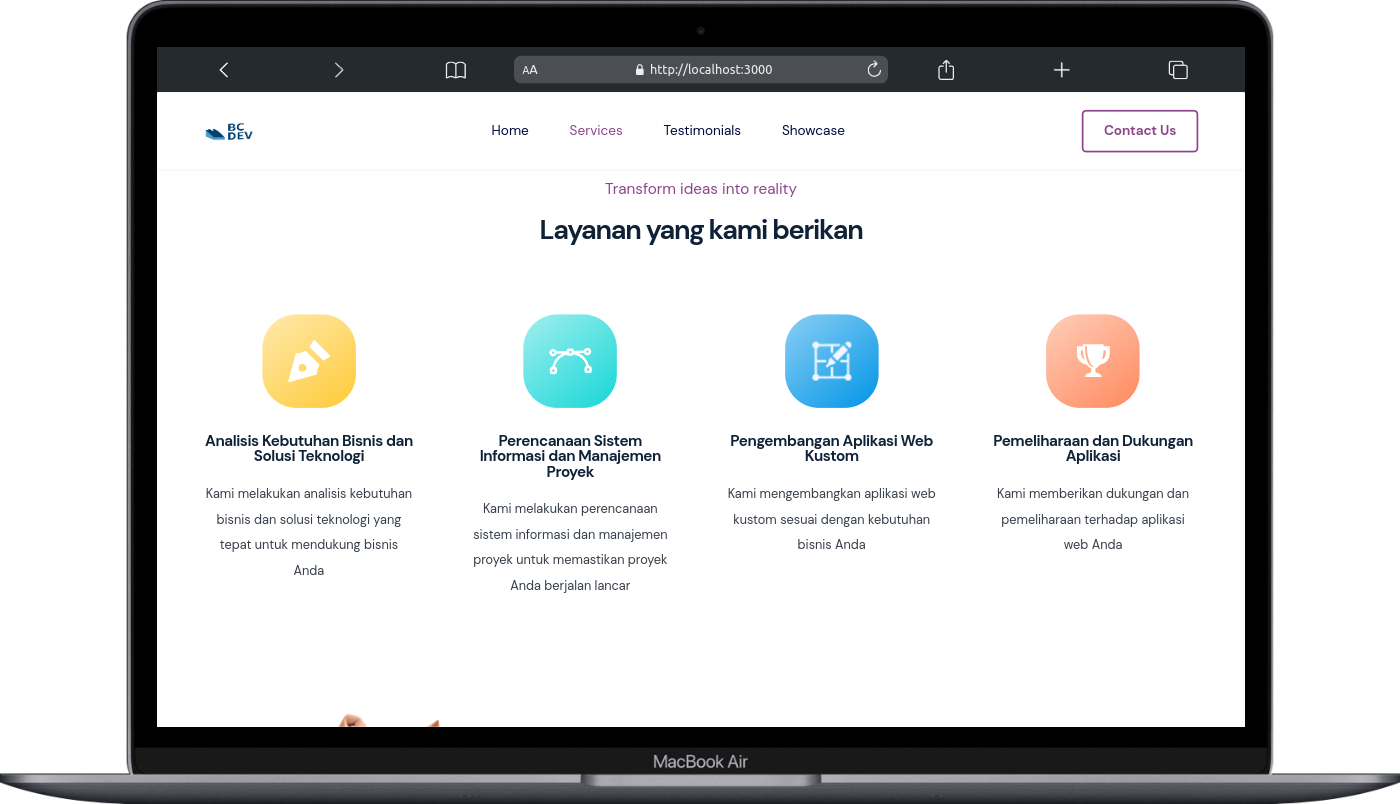 AA
http://localhost:3000
BC
DEV
Home
Services
Testimonials
Showcase
Contact Us
Transform ideas into reality
Layanan yang kami berikan
Analisis Kebutuhan Bisnis dan
Solusi Teknologi
Kami melakukan analisis kebutuhan
bisnis dan solusi teknologi yang
tepat untuk mendukung bisnis
Anda
Perencanaan Sistem
Informasi dan Manajemen
Proyek
Kami melakukan perencanaan
sistem informasi dan manajemen
proyek untuk memastikan proyek
Anda berjalan lancar
Pengembangan Aplikasi Web
Kustom
Kami mengembangkan aplikasi web
kustom sesuai dengan kebutuhan
bisnis Anda
Pemeliharaan dan Dukungan
Aplikasi
Kami memberikan dukungan dan
pemeliharaan terhadap aplikasi
web Anda
MacBook Air